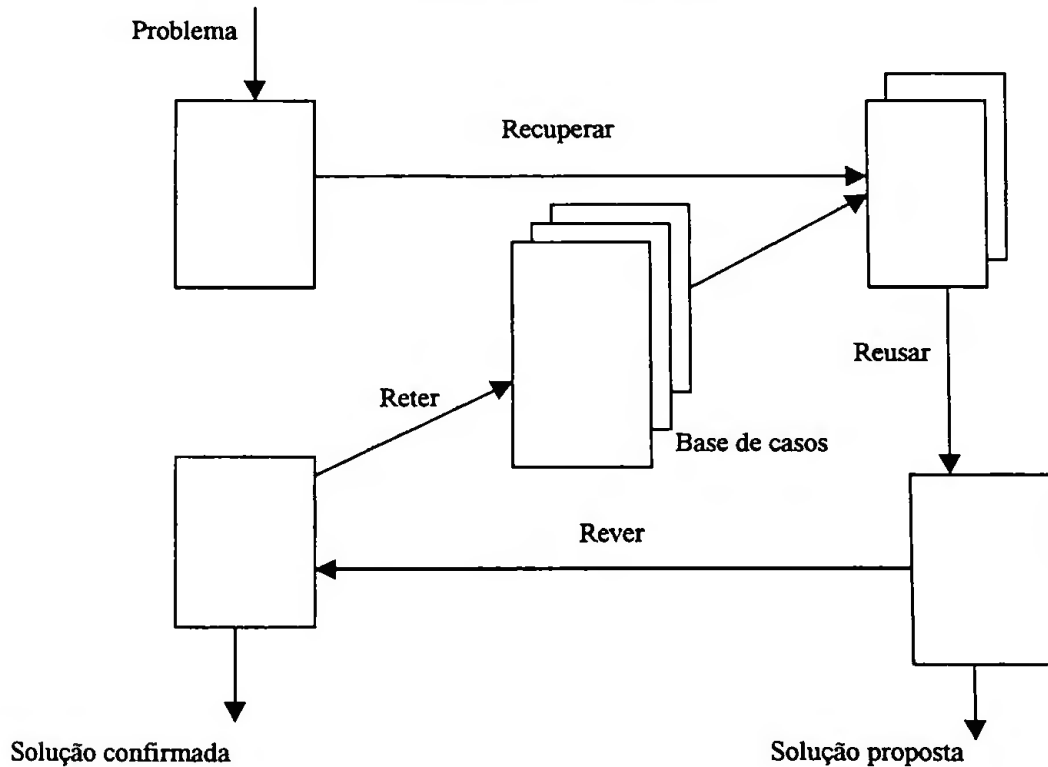 Problema
Recuperar
Reusar
Reter
Base de casos
Rever
Solução confirmada
Solução proposta